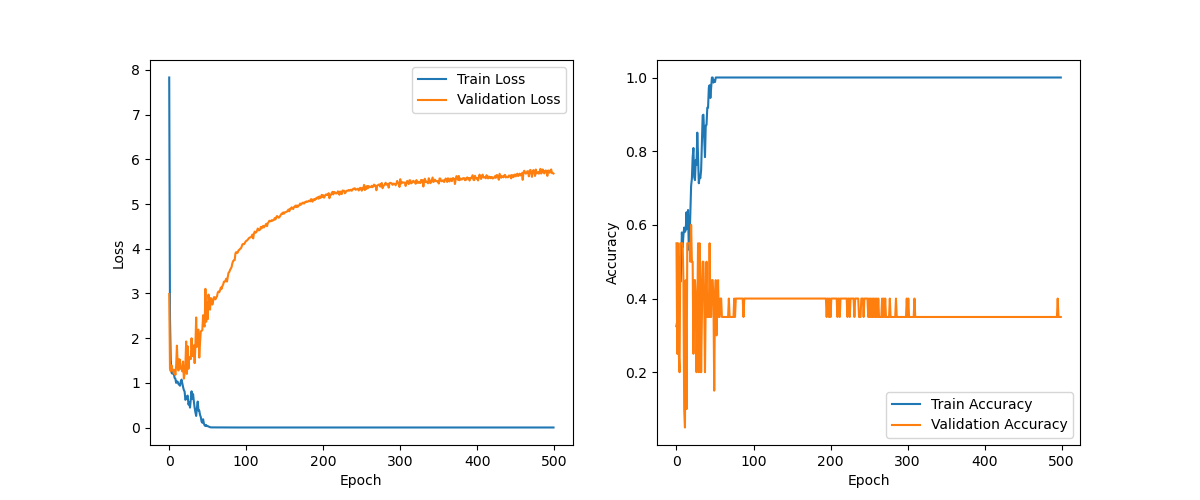 8
7
6
5
4
3
2
1
0
Loss
0 100 200 300 400 500
Epoch
Train Loss
Validation Loss
1.0
0.8
0.6
0.4
0.2
Accuracy
0 100 200 300 400 500
Epoch
Train Accuracy
Validation Accuracy